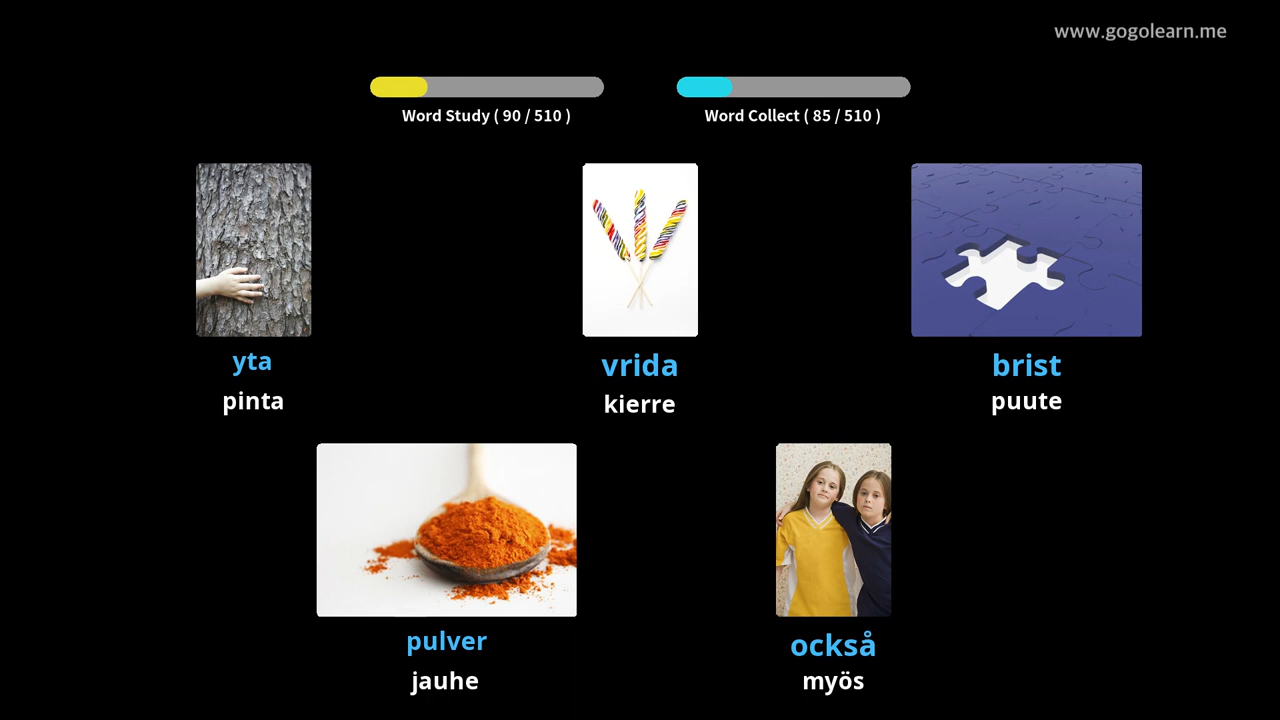 www.gogolearn.me
Word Study ( 90 / 510 )
Word Collect ( 85 / 510 )
yta
pinta
vrida
kierre
brist
puute
pulver
jauhe
också
myös